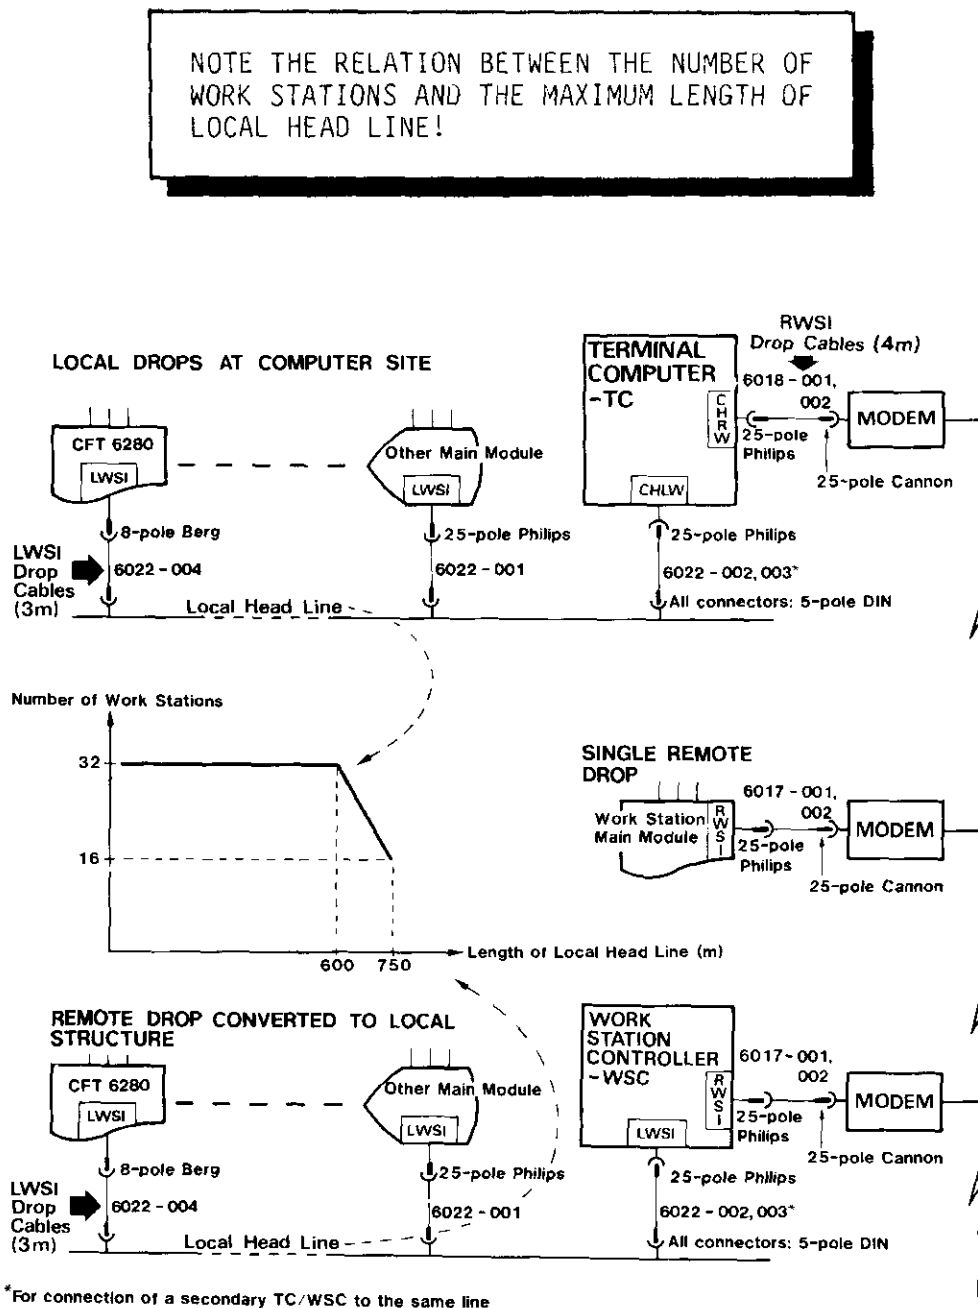 NOTE THE RELATION BETWEEN THE NUMBER OF
WORK STATIONS AND THE MAXIMUM LENGTH OF
LOCAL HEAD LINE!
LOCAL DROPS AT COMPUTER SITE
CFT 6280
LWSI
Other Main Module
LWSI
8-pole Berg
25-pole Philips
LWSI
Drop
Cables
(3m)
6022-004
6022-001
Local Head Line
TERMINAL
COMPUTER
-TC
CHRW
CHLW
RWSI
Drop Cables (4m)
6018-001,
002
25-pole
Philips
MODEM
25-pole Cannon
25-pole Philips
6022-002,003*
All connectors: 5-pole DIN
Number of Work Stations
32
16
600
750
Length of Local Head Line (m)
SINGLE REMOTE
DROP
Work Station
Main Module
RWSI
6017-001,
002
25-pole
Philips
MODEM
25-pole Cannon
REMOTE DROP CONVERTED TO LOCAL
STRUCTURE
CFT 6280
LWSI
Other Main Module
LWSI
8-pole Berg
25-pole Philips
LWSI
Drop
Cables
(3m)
6022-004
6022-001
Local Head Line
WORK
STATION
CONTROLLER
-WSC
RWSI
LWSI
6017-001,
002
25-pole
Philips
MODEM
25-pole Cannon
25-pole Philips
6022-002,003*
All connectors: 5-pole DIN
*For connection of a secondary TC/WSC to the same line